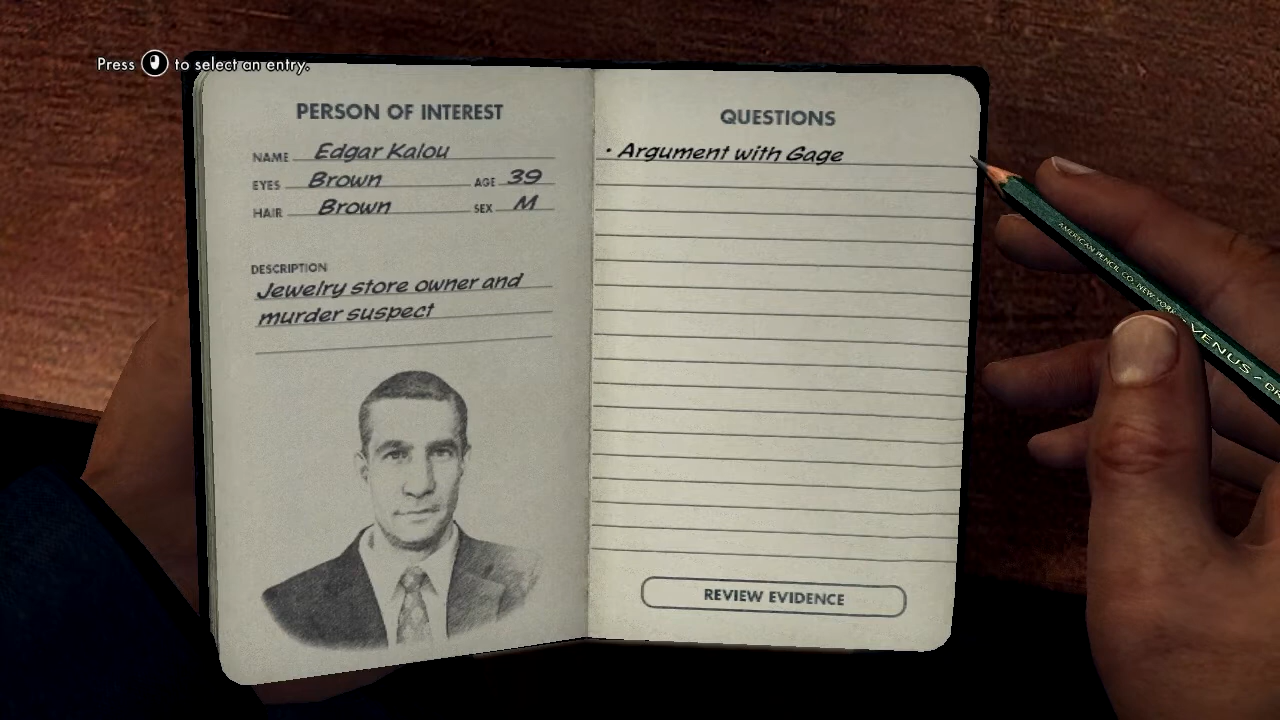 Press to select an entry.
PERSON OF INTEREST
NAME Edgar Kalou
EYES Brown AGE 39
HAIR Brown SEX M
DESCRIPTION
Jewelry store owner and
murder suspect
QUESTIONS
· Argument with Gage
REVIEW EVIDENCE
AMERICAN PENCIL CO. NEW YORK
VENUS / DR